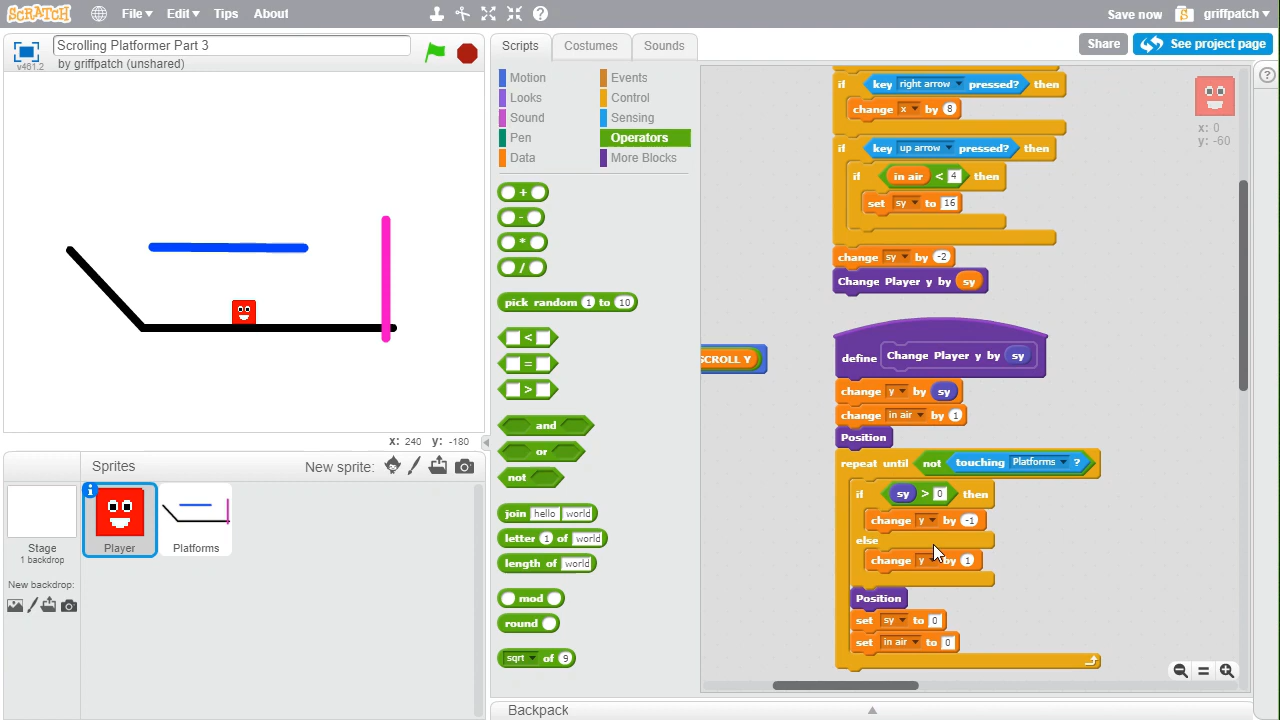 SCRATCH File Edit Tips About Save now griffpatch
v461.2 Scrolling Platformer Part 3
by griffpatch (unshared)
Scripts Costumes Sounds
Share See project page
Motion Events
Looks Control
Sound Sensing
Pen Operators
Data More Blocks
+
-
*
/
pick random 1 to 10
<
=
>
and
or
not
join hello world
letter 1 of world
length of world
mod
round
sqrt of 9
if key right arrow pressed? then
change x by 8
if key up arrow pressed? then
if in air < 4 then
set sy to 16
change sy by -2
Change Player y by sy
SCROLL Y
define Change Player y by sy
change y by sy
change in air by 1
Position
repeat until not touching Platforms ?
if sy > 0 then
change y by -1
else
change y by 1
Position
set sy to 0
set in air to 0
x: 0
y: -60
x: 240 y: -180
Sprites New sprite:
Stage
1 backdrop
New backdrop:
Player
Platforms
Backpack